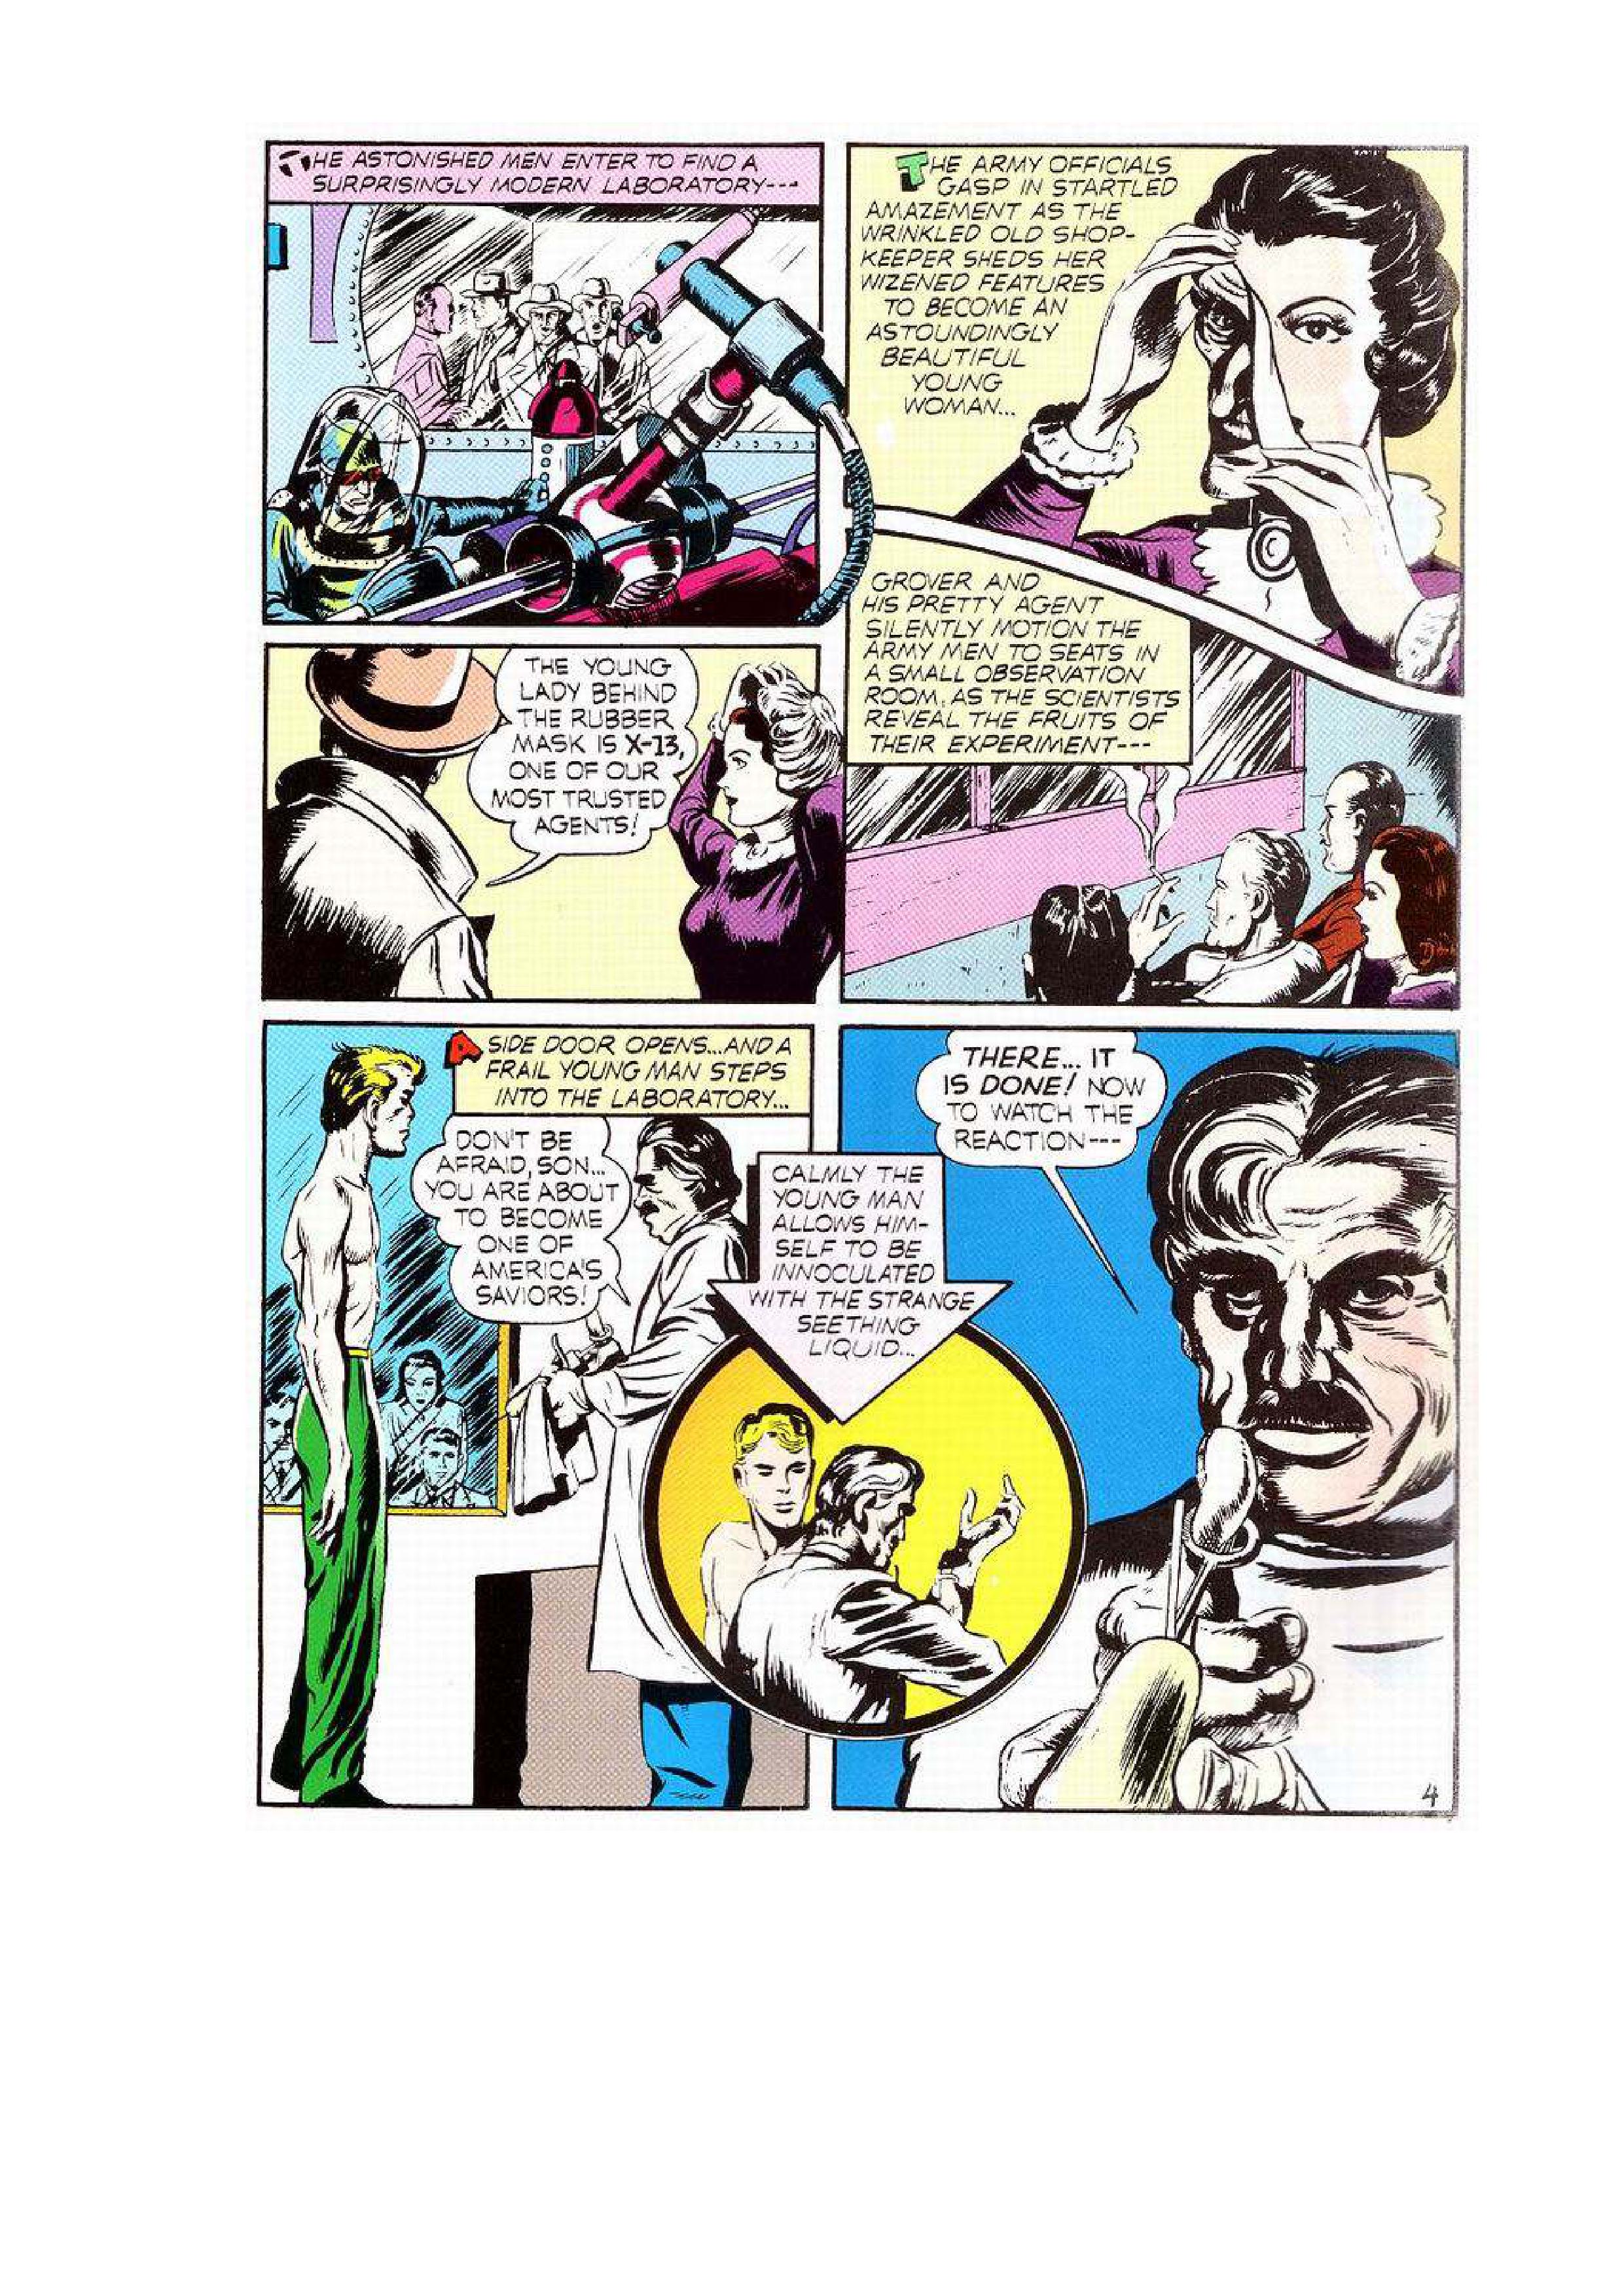 THE ASTONISHED MEN ENTER TO FIND A
SURPRISINGLY MODERN LABORATORY---
THE ARMY OFFICIALS
GASP IN STARTLED
AMAZEMENT AS THE
WRINKLED OLD SHOP-
KEEPER SHEDS HER
WIZENED FEATURES
TO BECOME AN
ASTOUNDINGLY
BEAUTIFUL
YOUNG
WOMAN...
THE YOUNG
LADY BEHIND
THE RUBBER
MASK IS X-13,
ONE OF OUR
MOST TRUSTED
AGENTS!
GROVER AND
HIS PRETTY AGENT
SILENTLY MOTION THE
ARMY MEN TO SEATS IN
A SMALL OBSERVATION
ROOM, AS THE SCIENTISTS
REVEAL THE FRUITS OF
THEIR EXPERIMENT---
A SIDE DOOR OPENS...AND A
FRAIL YOUNG MAN STEPS
INTO THE LABORATORY...
DON'T BE
AFRAID, SON...
YOU ARE ABOUT
TO BECOME
ONE OF
AMERICA'S
SAVIORS!
CALMLY THE
YOUNG MAN
ALLOWS HIM-
SELF TO BE
INNOCULATED
WITH THE STRANGE
SEETHING
LIQUID...
THERE... IT
IS DONE! NOW
TO WATCH THE
REACTION---
4